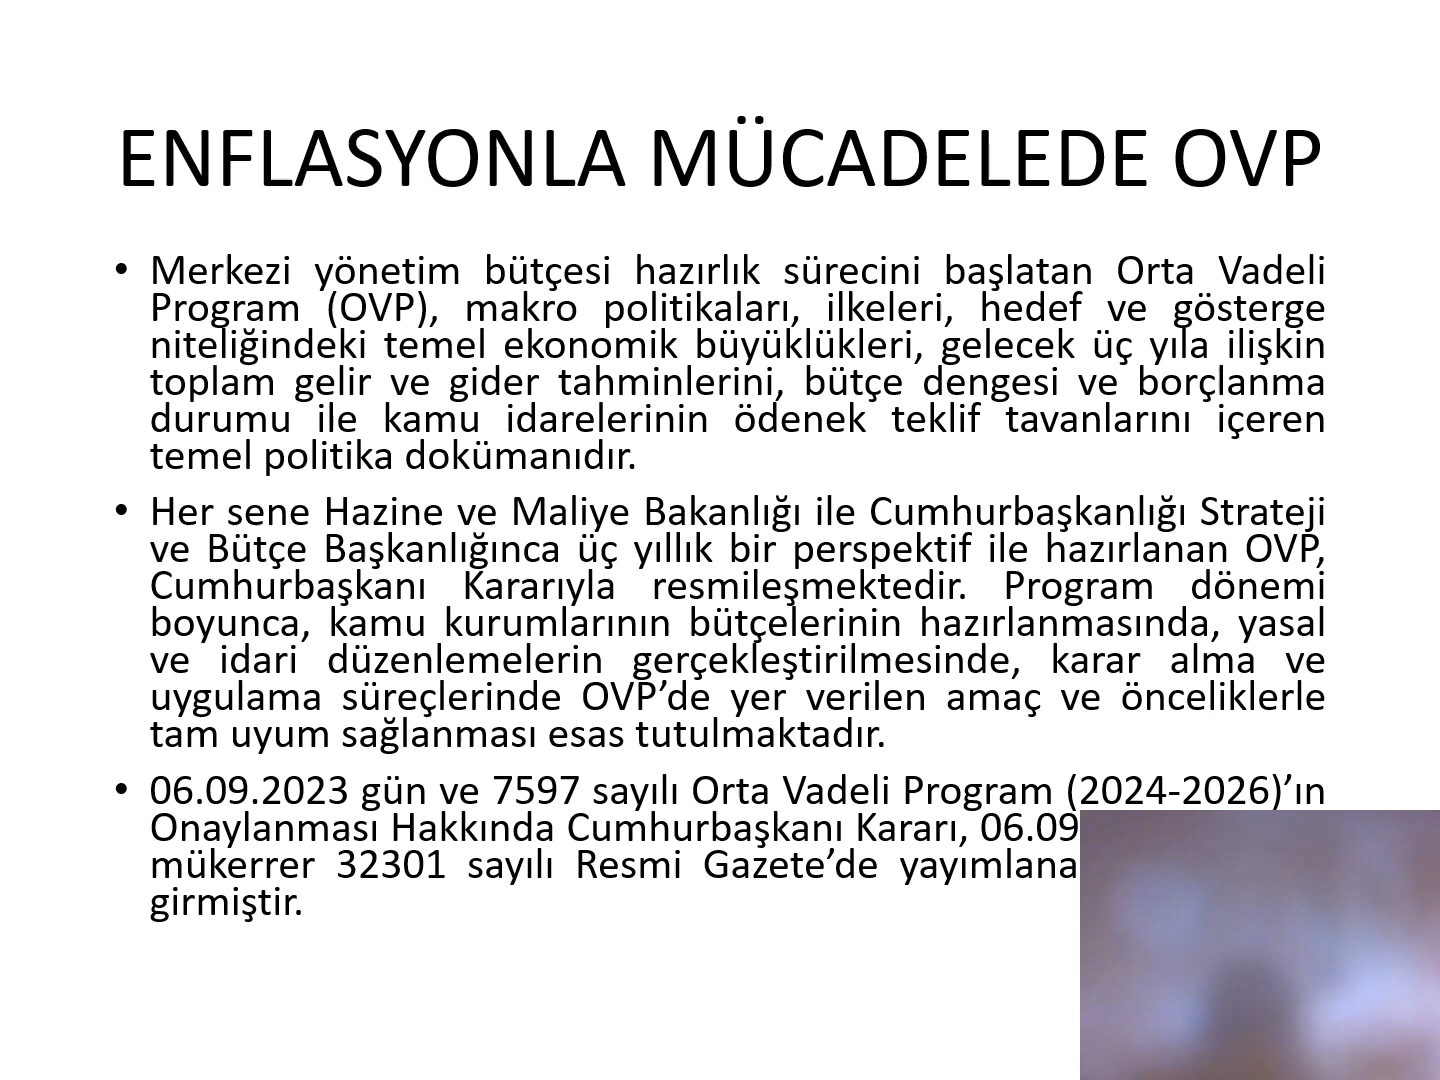 ENFLASYONLA MÜCADELEDE OVP
• Merkezi yönetim bütçesi hazırlık sürecini başlatan Orta Vadeli
Program (OVP), makro politikaları, ilkeleri, hedef ve gösterge
niteliğindeki temel ekonomik büyüklükleri, gelecek üç yıla ilişkin
toplam gelir ve gider tahminlerini, bütçe dengesi ve borçlanma
durumu ile kamu idarelerinin ödenek teklif tavanlarını içeren
temel politika dokümanıdır.
• Her sene Hazine ve Maliye Bakanlığı ile Cumhurbaşkanlığı Strateji
ve Bütçe Başkanlığınca üç yıllık bir perspektif ile hazırlanan OVP,
Cumhurbaşkanı Kararıyla resmileşmektedir. Program dönemi
boyunca, kamu kurumlarının bütçelerinin hazırlanmasında, yasal
ve idari düzenlemelerin gerçekleştirilmesinde, karar alma ve
uygulama süreçlerinde OVP’de yer verilen amaç ve önceliklerle
tam uyum sağlanması esas tutulmaktadır.
• 06.09.2023 gün ve 7597 sayılı Orta Vadeli Program (2024-2026)’ın
Onaylanması Hakkında Cumhurbaşkanı Kararı, 06.09
mükerrer 32301 sayılı Resmi Gazete’de yayımlana
girmiştir.